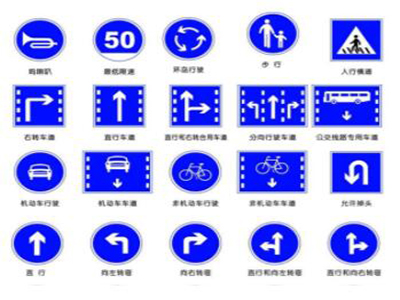 50
鸣喇叭 最低限速 环岛行驶 步行 人行横道
右转车道 直行车道 直行和右转合用车道 分向行驶车道 公交线路专用车道
机动车行驶 机动车车道 非机动车行驶 非机动车车道 允许掉头
直行 向左转弯 向右转弯 直行和向左转弯 直行和向右转弯